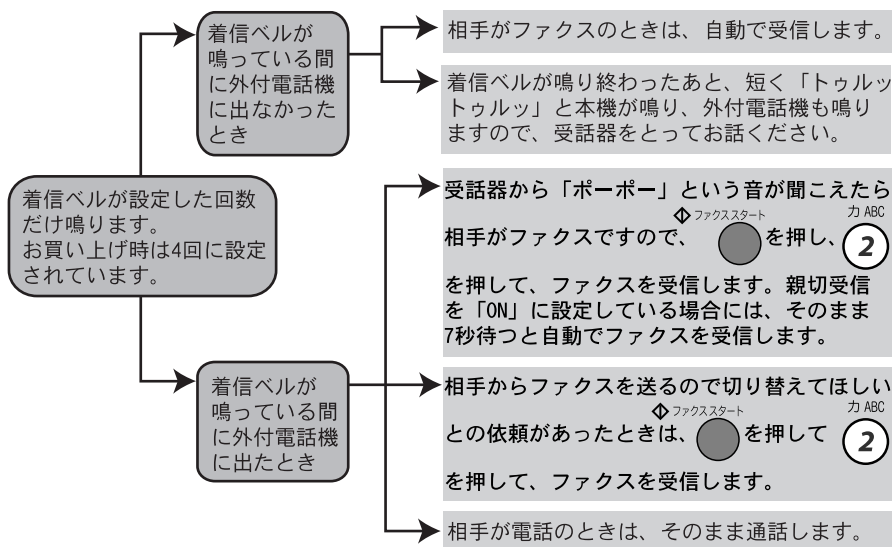 着信ベルが設定した回数
だけ鳴ります。
お買い上げ時は4回に設定
されています。
着信ベルが
鳴っている間
に外付電話機
に出なかった
とき
相手がファクスのときは、自動で受信します。
着信ベルが鳴り終わったあと、短く「トゥルッ
トゥルッ」と本機が鳴り、外付電話機も鳴り
ますので、受話器をとってお話ください。
着信ベルが
鳴っている間
に外付電話機
に出たとき
受話器から「ポーポー」という音が聞こえたら
ファクススタート カ ABC
相手がファクスですので、を押し、2
を押して、ファクスを受信します。親切受信
を「ON」に設定している場合には、そのまま
7秒待つと自動でファクスを受信します。
相手からファクスを送るので切り替えてほしい
ファクススタート カ ABC
との依頼があったときは、を押して 2
を押して、ファクスを受信します。
相手が電話のときは、そのまま通話します。